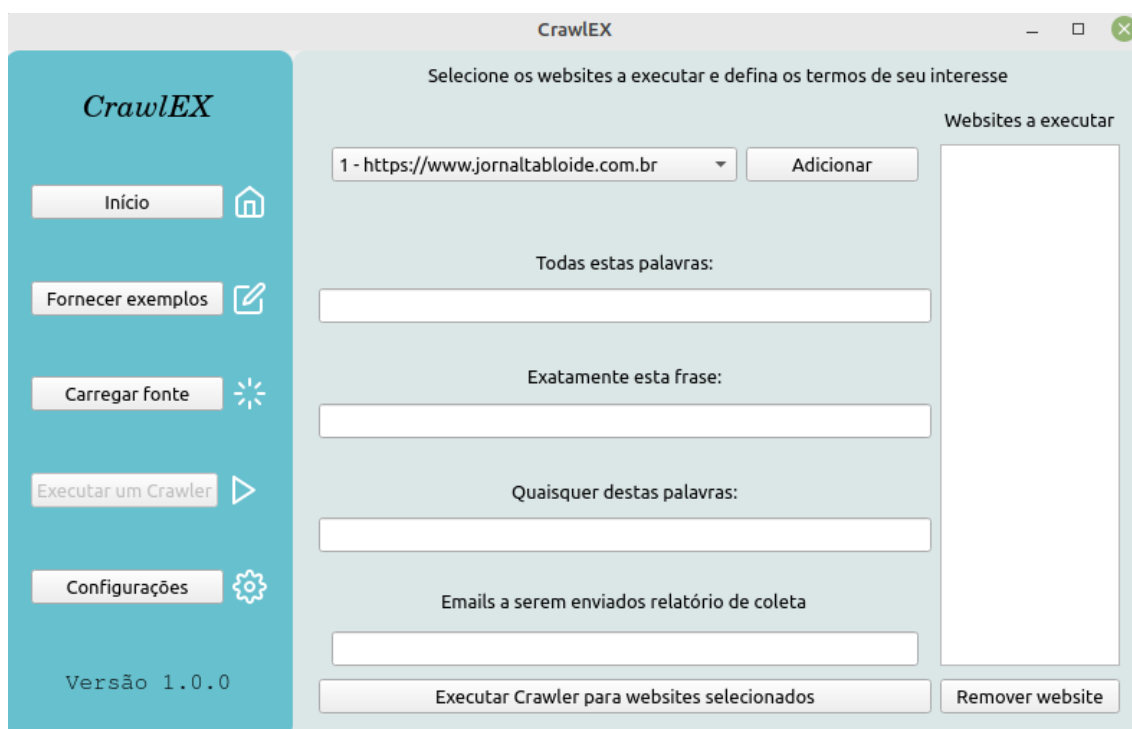 CrawlEX
CrawlEX
Início
Fornecer exemplos
Carregar fonte
Executar um Crawler
Configurações
Versão 1.0.0
Selecione os websites a executar e defina os termos de seu interesse
1 - https://www.jornaltabloide.com.br
Adicionar
Todas estas palavras:
Exatamente esta frase:
Quaisquer destas palavras:
Emails a serem enviados relatório de coleta
Executar Crawler para websites selecionados
Websites a executar
Remover website